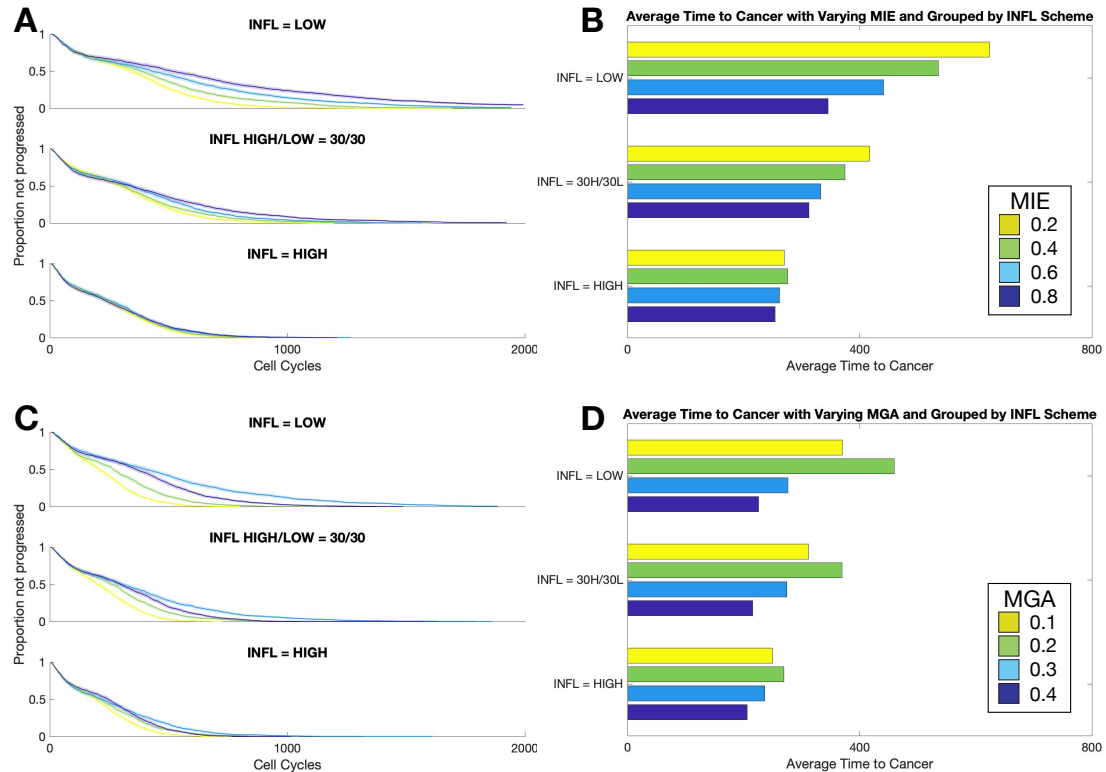 A
INFL = LOW
1
0.5
0
INFL HIGH/LOW = 30/30
1
0.5
0
INFL = HIGH
1
0.5
0
0
1000
2000
Proportion not progressed
Cell Cycles
B
Average Time to Cancer with Varying MIE and Grouped by INFL Scheme
INFL = LOW
INFL = 30H/30L
INFL = HIGH
0
400
800
Average Time to Cancer
MIE
0.2
0.4
0.6
0.8
C
INFL = LOW
1
0.5
0
INFL HIGH/LOW = 30/30
1
0.5
0
INFL = HIGH
1
0.5
0
0
1000
2000
Proportion not progressed
Cell Cycles
D
Average Time to Cancer with Varying MGA and Grouped by INFL Scheme
INFL = LOW
INFL = 30H/30L
INFL = HIGH
0
400
800
Average Time to Cancer
MGA
0.1
0.2
0.3
0.4